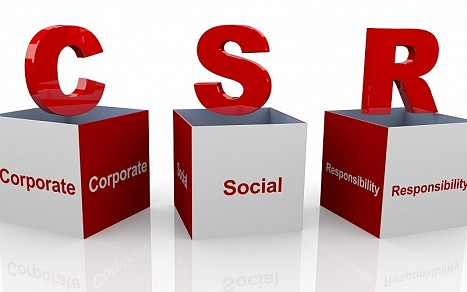 C S R
Corporate Corporate
Social Social
Responsibility Responsibility